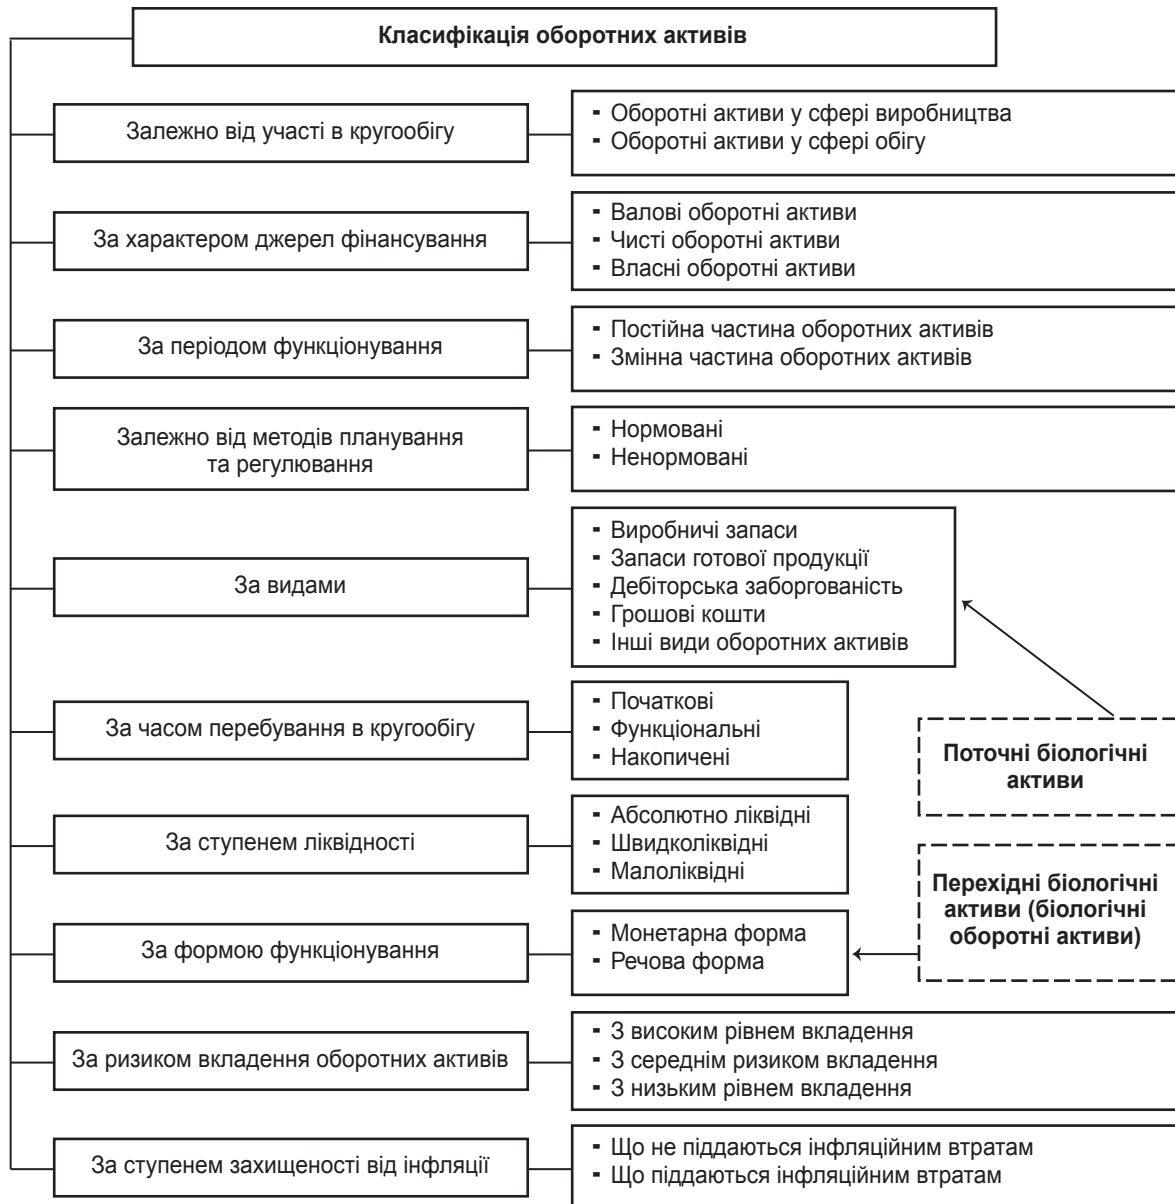 Класифікація оборотних активів
Залежно від участі в кругообігу
- Оборотні активи у сфері виробництва
- Оборотні активи у сфері обігу
За характером джерел фінансування
- Валові оборотні активи
- Чисті оборотні активи
- Власні оборотні активи
За періодом функціонування
- Постійна частина оборотних активів
- Змінна частина оборотних активів
Залежно від методів планування
та регулювання
- Нормовані
- Ненормовані
За видами
- Виробничі запаси
- Запаси готової продукції
- Дебіторська заборгованість
- Грошові кошти
- Інші види оборотних активів
За часом перебування в кругообігу
- Початкові
- Функціональні
- Накопичені
Поточні біологічні
активи
За ступенем ліквідності
- Абсолютно ліквідні
- Швидколіквідні
- Малоліквідні
Перехідні біологічні
активи (біологічні
оборотні активи)
За формою функціонування
- Монетарна форма
- Речова форма
За ризиком вкладення оборотних активів
- З високим рівнем вкладення
- З середнім ризиком вкладення
- З низьким рівнем вкладення
За ступенем захищеності від інфляції
- Що не піддаються інфляційним втратам
- Що піддаються інфляційним втратам